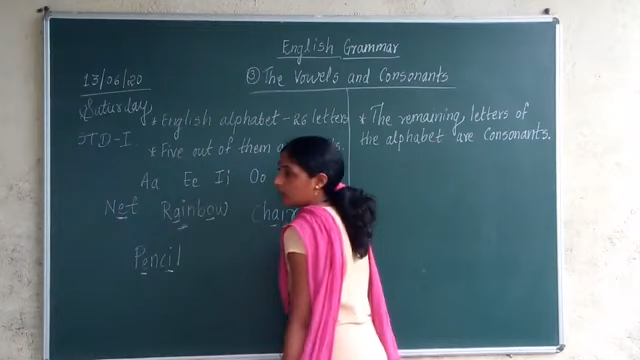 English Grammar
13/06/20
③ The Vowels and Consonants
Saturday
STD-I
* English alphabet - 26 letters
* Five out of them a
Aa Ee Ii Oo
Net Rainbow Chair
Pencil
* The remaining letters of
the alphabet are Consonants.